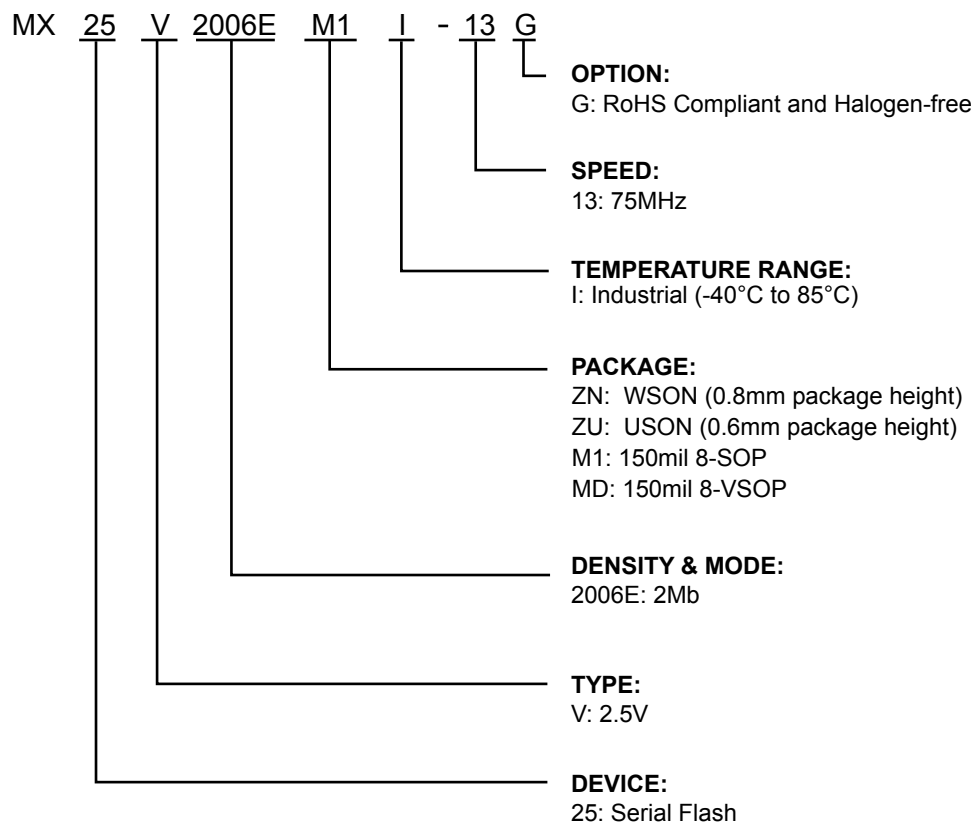 MX 25 V 2006E M1 I - 13 G
OPTION:
G: RoHS Compliant and Halogen-free
SPEED:
13: 75MHz
TEMPERATURE RANGE:
I: Industrial (-40°C to 85°C)
PACKAGE:
ZN: WSON (0.8mm package height)
ZU: USON (0.6mm package height)
M1: 150mil 8-SOP
MD: 150mil 8-VSOP
DENSITY & MODE:
2006E: 2Mb
TYPE:
V: 2.5V
DEVICE:
25: Serial Flash